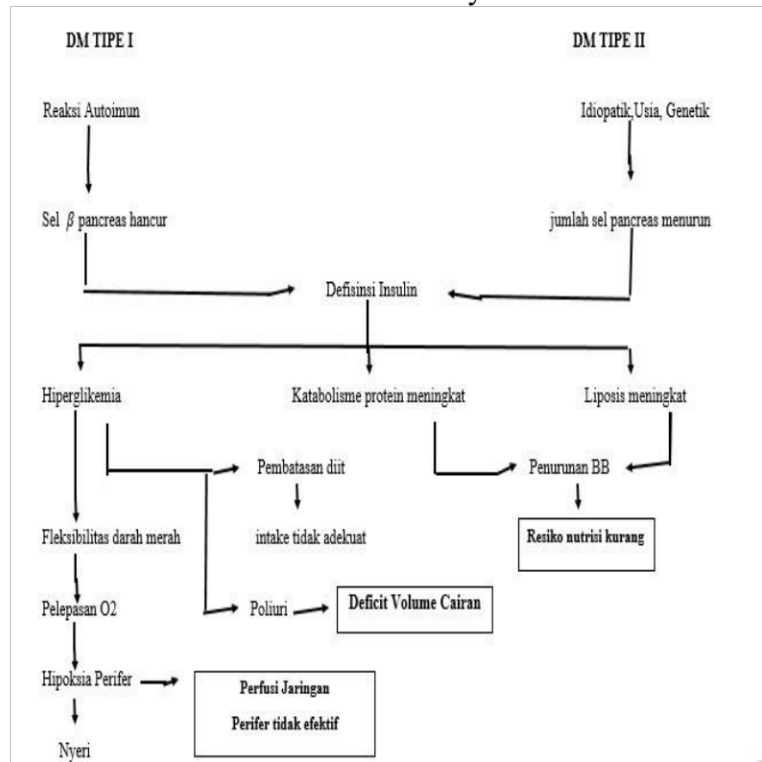 DM TIPE I
DM TIPE II
Reaksi Autoimun
Idiopatik,Usia, Genetik
Sel β pancreas hancur
jumlah sel pancreas menurun
Defisinsi Insulin
Hiperglikemia
Katabolisme protein meningkat
Liposis meningkat
Pembatasan diit
Penurunan BB
Fleksibilitas darah merah
intake tidak adekuat
Resiko nutrisi kurang
Pelepasan O2
Poliuri
Deficit Volume Cairan
Hipoksia Perifer
Perfusi Jaringan
Perifer tidak efektif
Nyeri